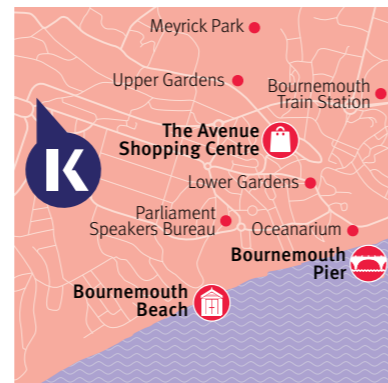 Meyrick Park
Upper Gardens
Bournemouth
Train Station
The Avenue
Shopping Centre
K
Lower Gardens
Parliament
Speakers Bureau
Oceanarium
Bournemouth
Pier
Bournemouth
Beach